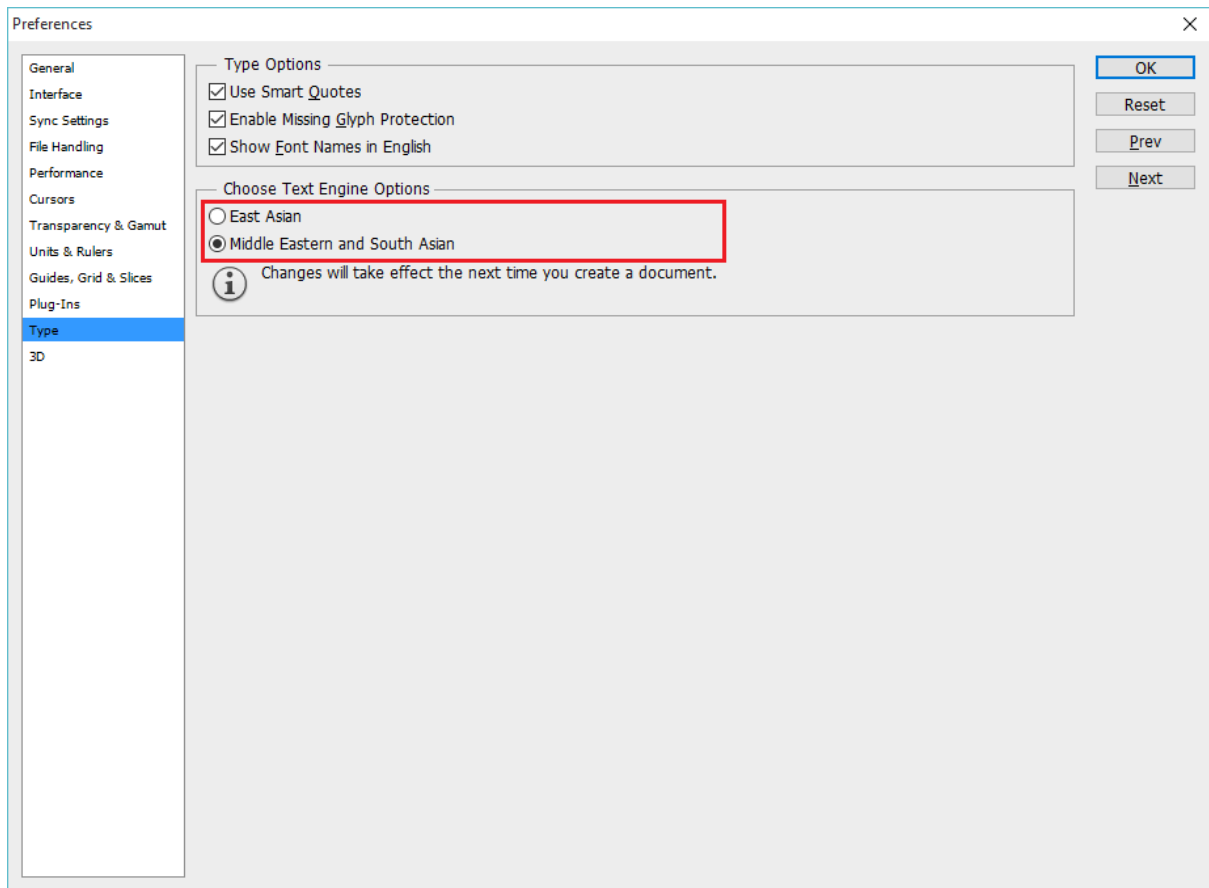 Preferences
General
Interface
Sync Settings
File Handling
Performance
Cursors
Transparency & Gamut
Units & Rulers
Guides, Grid & Slices
Plug-Ins
Type
3D
Type Options
Use Smart Quotes
Enable Missing Glyph Protection
Show Font Names in English
Choose Text Engine Options
East Asian
Middle Eastern and South Asian
Changes will take effect the next time you create a document.
OK
Reset
Prev
Next